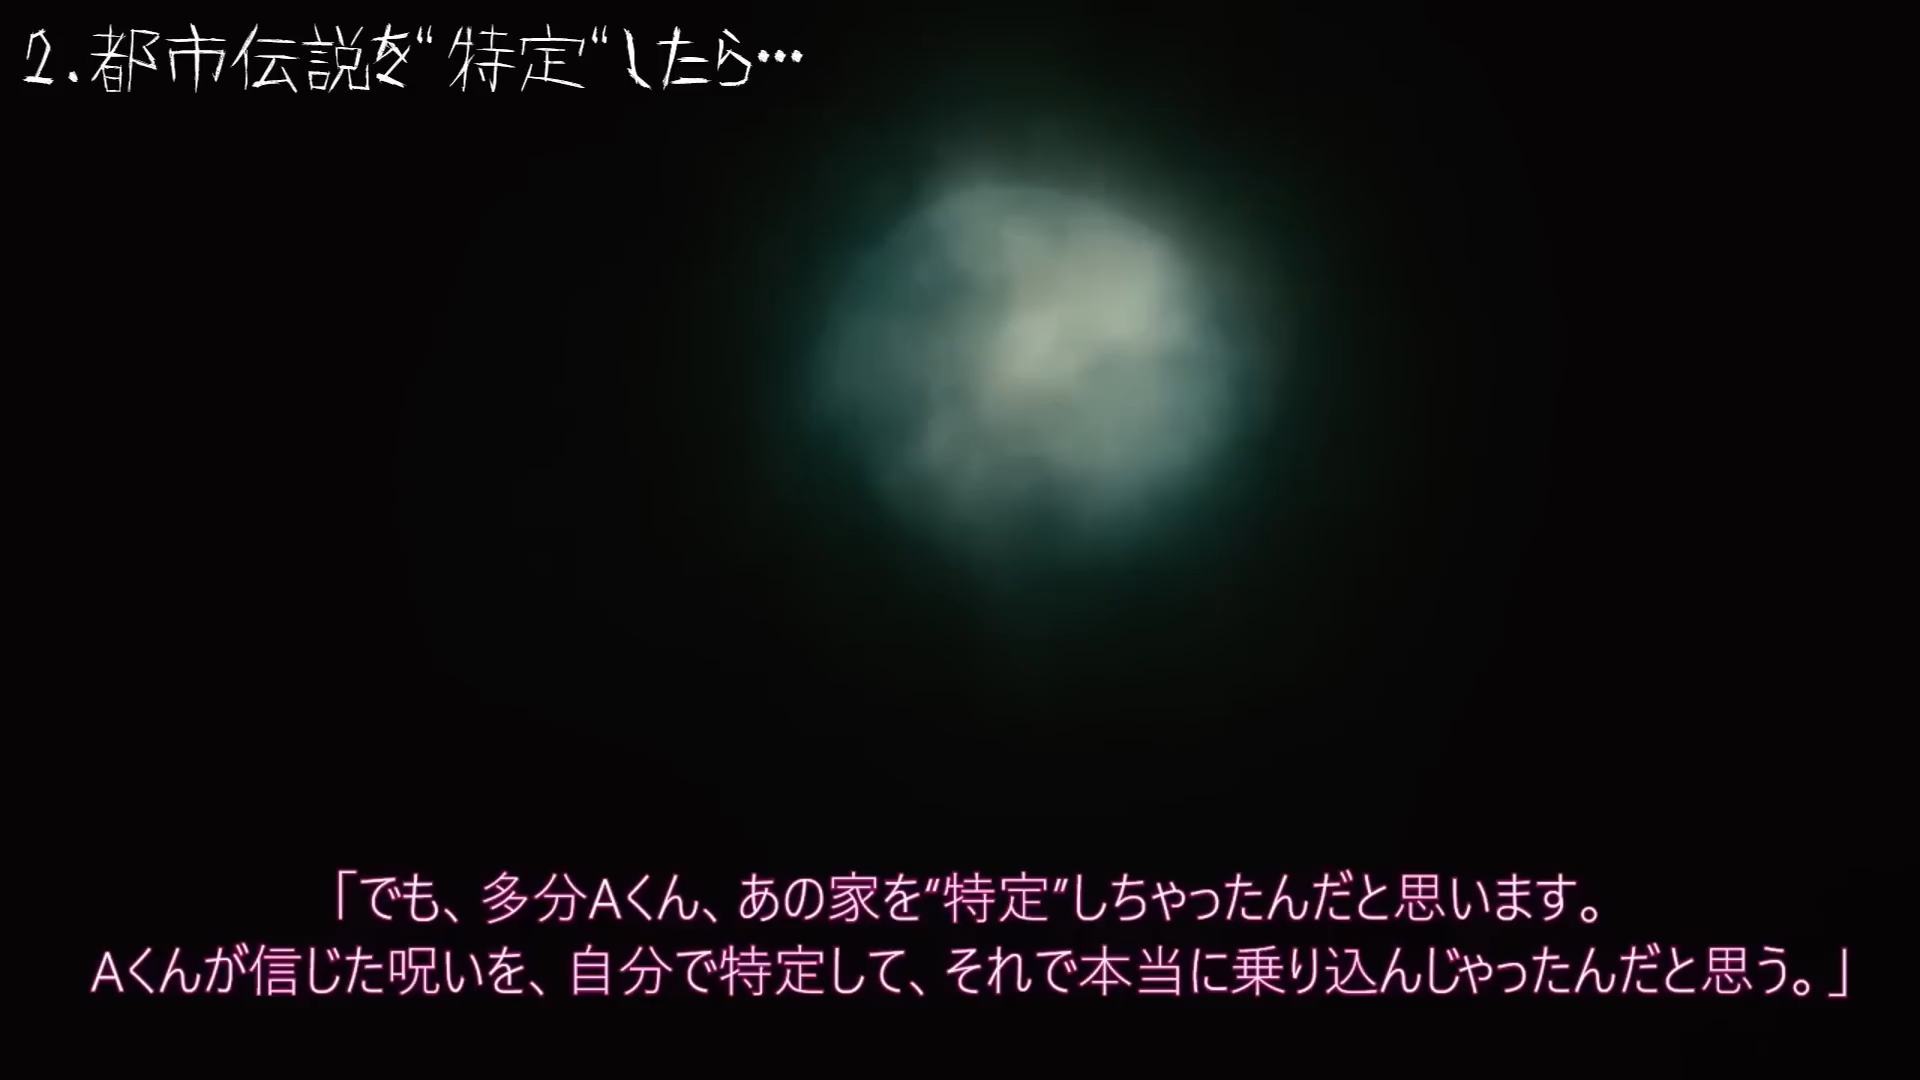 2.都市伝説を“特定“したら…
「でも、多分Aくん、あの家を”特定”しちゃったんだと思います。
Aくんが信じた呪いを、自分で特定して、それで本当に乗り込んじゃったんだと思う。」